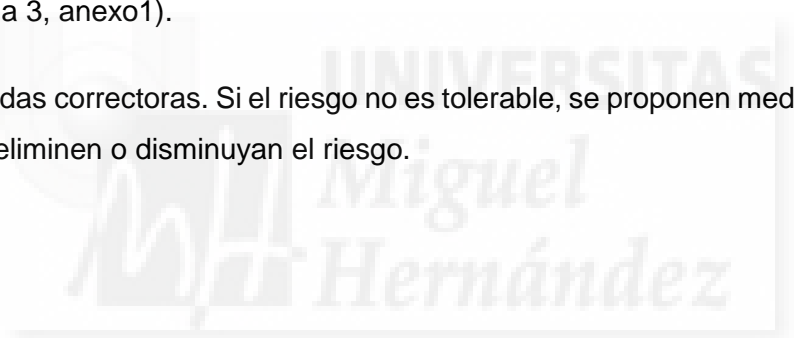 a 3, anexo1).
UNIVERSITAS
das correctoras. Si el riesgo no es tolerable, se proponen med
eliminen o disminuyan el riesgo.
Miguel
Hernández